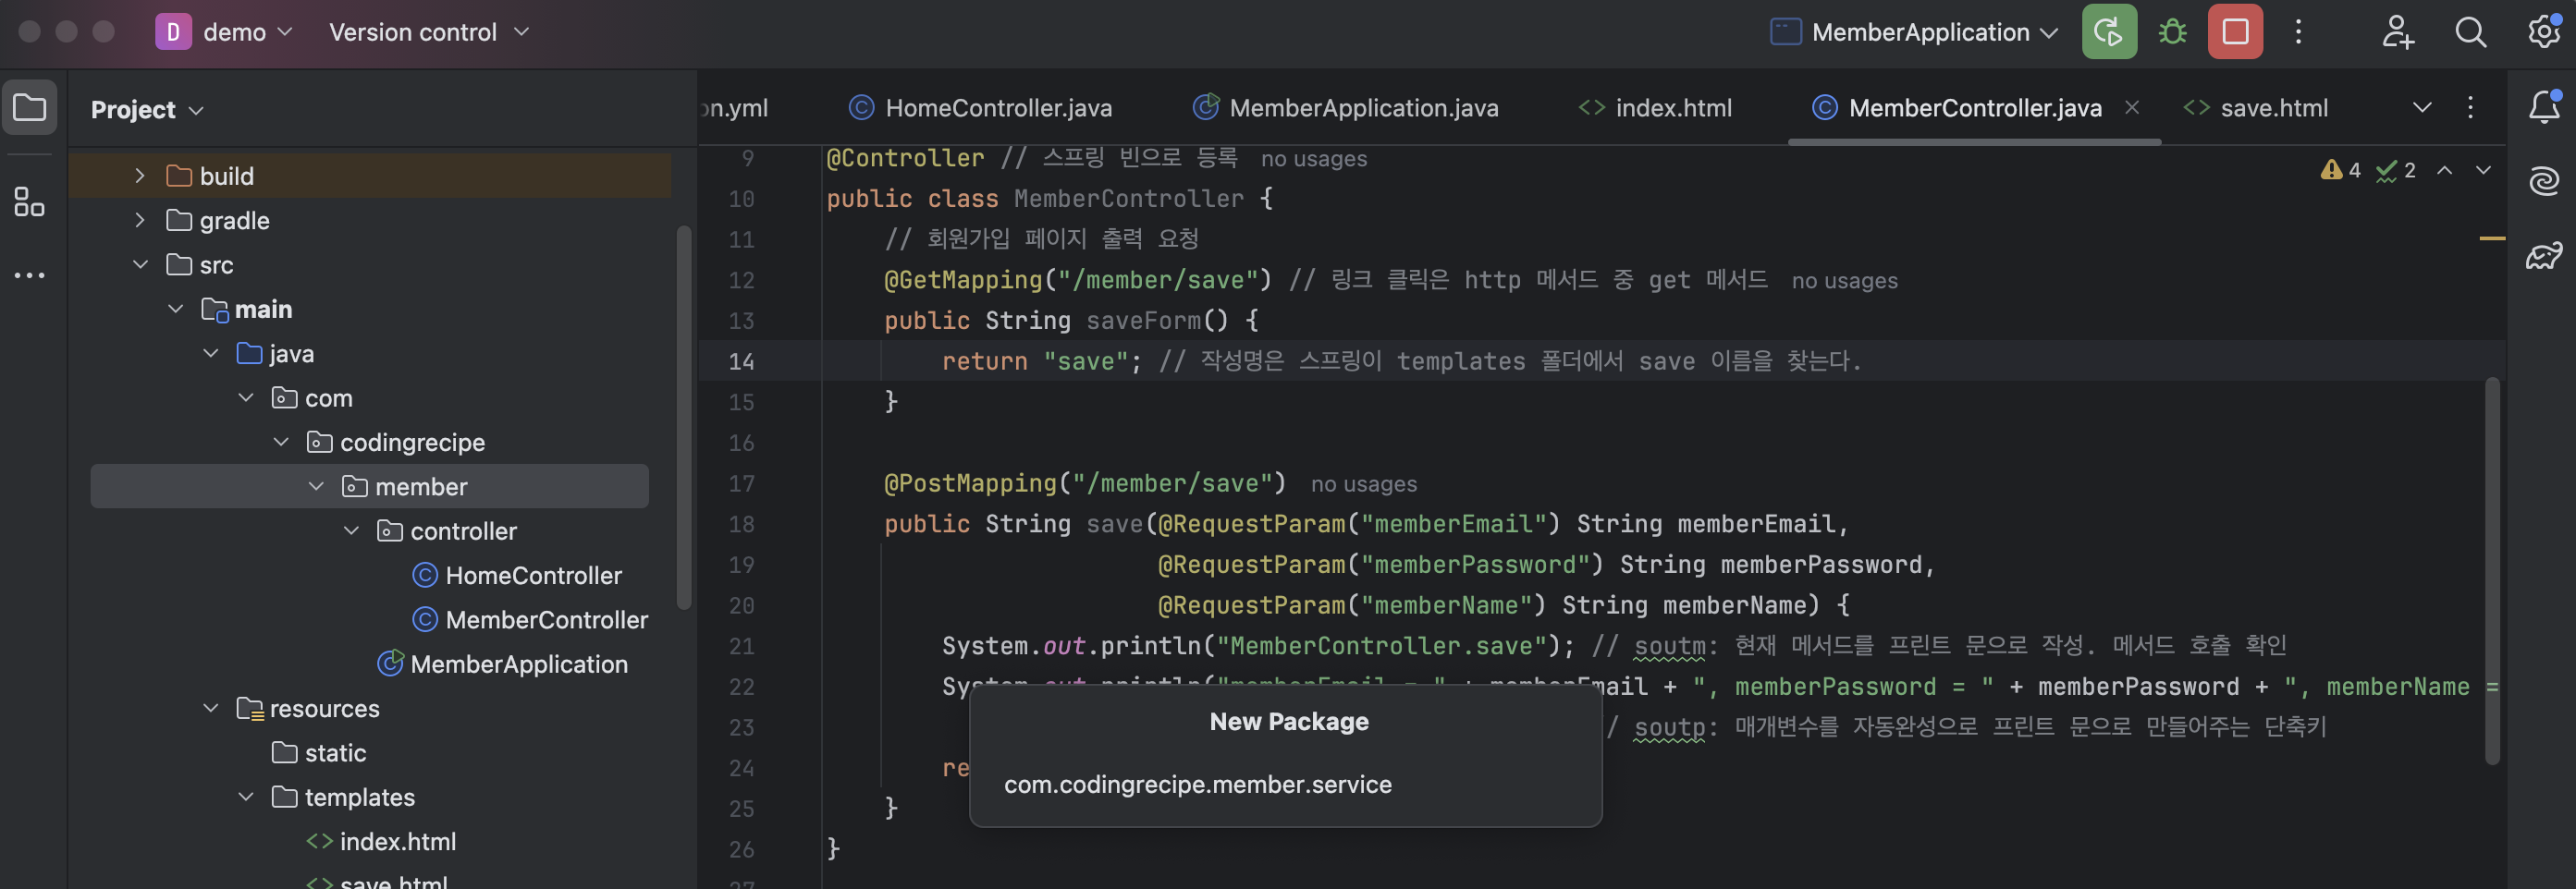 D demo Version control MemberApplication
Project
on.yml HomeController.java MemberApplication.java index.html MemberController.java save.html
build
gradle
src
main
java
com
codingrecipe
member
controller
HomeController
MemberController
MemberApplication
resources
static
templates
index.html
save.html
4 2
9 @Controller // 스프링 빈으로 등록 no usages
10 public class MemberController {
11 // 회원가입 페이지 출력 요청
12 @GetMapping("/member/save") // 링크 클릭은 http 메서드 중 get 메서드 no usages
13 public String saveForm() {
14 return "save"; // 작성명은 스프링이 templates 폴더에서 save 이름을 찾는다.
15 }
16
17 @PostMapping("/member/save") no usages
18 public String save(@RequestParam("memberEmail") String memberEmail,
19 @RequestParam("memberPassword") String memberPassword,
20 @RequestParam("memberName") String memberName) {
21 System.out.println("MemberController.save"); // soutm: 현재 메서드를 프린트 문으로 작성. 메서드 호출 확인
22 System.out.println("memberEmail = " + memberEmail + ", memberPassword = " + memberPassword + ", memberName =
23 / soutp: 매개변수를 자동완성으로 프린트 문으로 만들어주는 단축키
24 re
25 }
26 }
27
New Package
com.codingrecipe.member.service